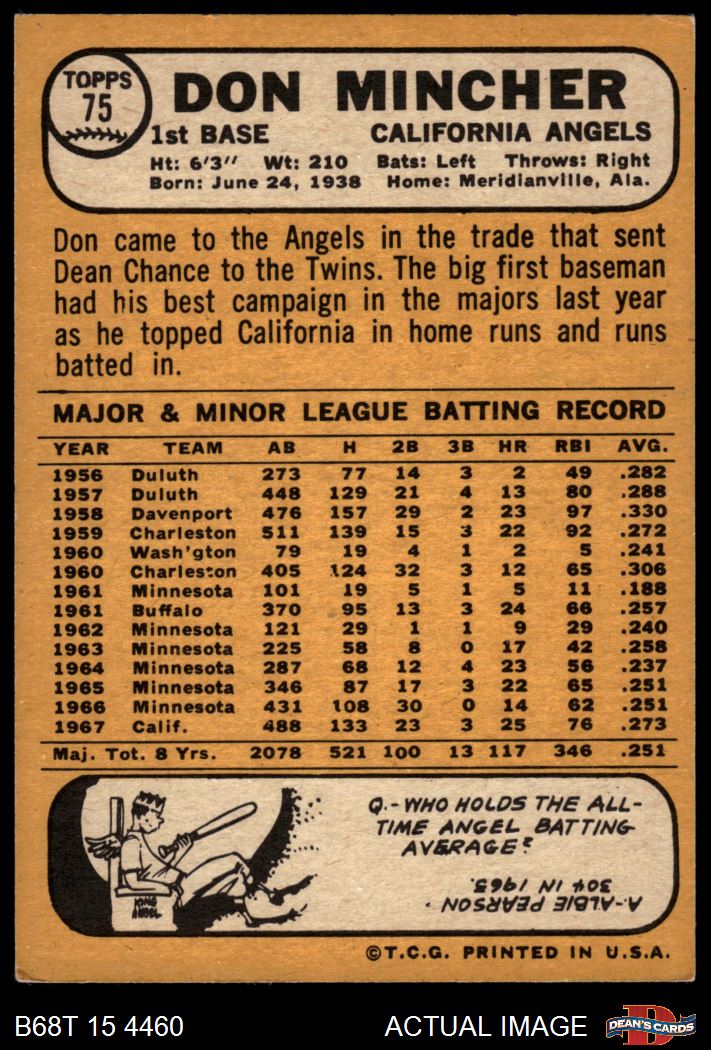 TOPPS
75
DON MINCHER
1st BASE CALIFORNIA ANGELS
Ht: 6'3" Wt: 210 Bats: Left Throws: Right
Born: June 24, 1938 Home: Meridianville, Ala.
Don came to the Angels in the trade that sent
Dean Chance to the Twins. The big first baseman
had his best campaign in the majors last year
as he topped California in home runs and runs
batted in.
MAJOR & MINOR LEAGUE BATTING RECORD
YEAR TEAM AB H 2B 3B HR RBI AVG.
1956 Duluth 273 77 14 3 2 49 .282
1957 Duluth 448 129 21 4 13 80 .288
1958 Davenport 476 157 29 2 23 97 .330
1959 Charleston 511 139 15 3 22 92 .272
1960 Wash'gton 79 19 4 1 2 5 .241
1960 Charleston 405 124 32 3 12 65 .306
1961 Minnesota 101 19 5 1 5 11 .188
1961 Buffalo 370 95 13 3 24 66 .257
1962 Minnesota 121 29 1 1 9 29 .240
1963 Minnesota 225 58 8 0 17 42 .258
1964 Minnesota 287 68 12 4 23 56 .237
1965 Minnesota 346 87 17 3 22 65 .251
1966 Minnesota 431 108 30 0 14 62 .251
1967 Calif. 488 133 23 3 25 76 .273
Maj. Tot. 8 Yrs. 2078 521 100 13 117 346 .251
Q.-WHO HOLDS THE ALL-
TIME ANGEL BATTING
AVERAGE?
A.-ALBIE PEARSON.
304 IN 1965.
KING
ANGEL
©T.C.G. PRINTED IN U.S.A.
B68T 15 4460 ACTUAL IMAGE
D
DEAN'S CARDS